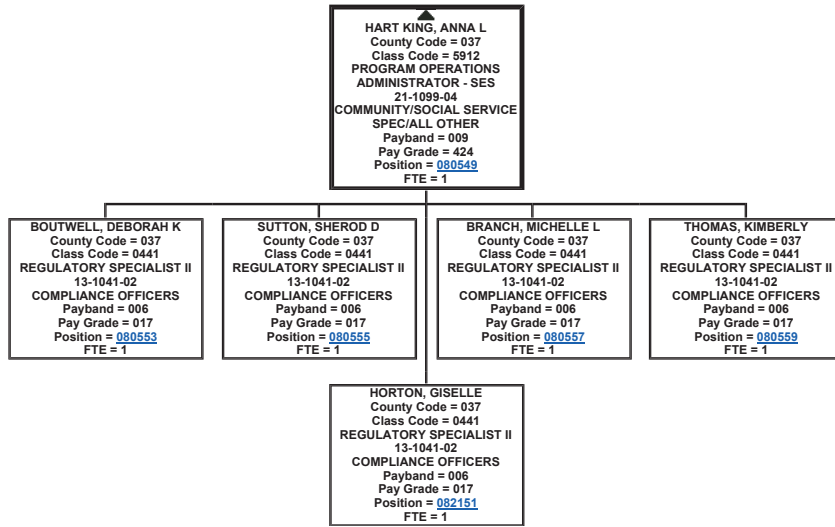 HART KING, ANNA L
County Code = 037
Class Code = 5912
PROGRAM OPERATIONS
ADMINISTRATOR - SES
21-1099-04
COMMUNITY/SOCIAL SERVICE
SPEC/ALL OTHER
Payband = 009
Pay Grade = 424
Position = 080549
FTE = 1
BOUTWELL, DEBORAH K
County Code = 037
Class Code = 0441
REGULATORY SPECIALIST II
13-1041-02
COMPLIANCE OFFICERS
Payband = 006
Pay Grade = 017
Position = 080553
FTE = 1
SUTTON, SHEROD D
County Code = 037
Class Code = 0441
REGULATORY SPECIALIST II
13-1041-02
COMPLIANCE OFFICERS
Payband = 006
Pay Grade = 017
Position = 080555
FTE = 1
BRANCH, MICHELLE L
County Code = 037
Class Code = 0441
REGULATORY SPECIALIST II
13-1041-02
COMPLIANCE OFFICERS
Payband = 006
Pay Grade = 017
Position = 080557
FTE = 1
THOMAS, KIMBERLY
County Code = 037
Class Code = 0441
REGULATORY SPECIALIST II
13-1041-02
COMPLIANCE OFFICERS
Payband = 006
Pay Grade = 017
Position = 080559
FTE = 1
HORTON, GISELLE
County Code = 037
Class Code = 0441
REGULATORY SPECIALIST II
13-1041-02
COMPLIANCE OFFICERS
Payband = 006
Pay Grade = 017
Position = 082151
FTE = 1